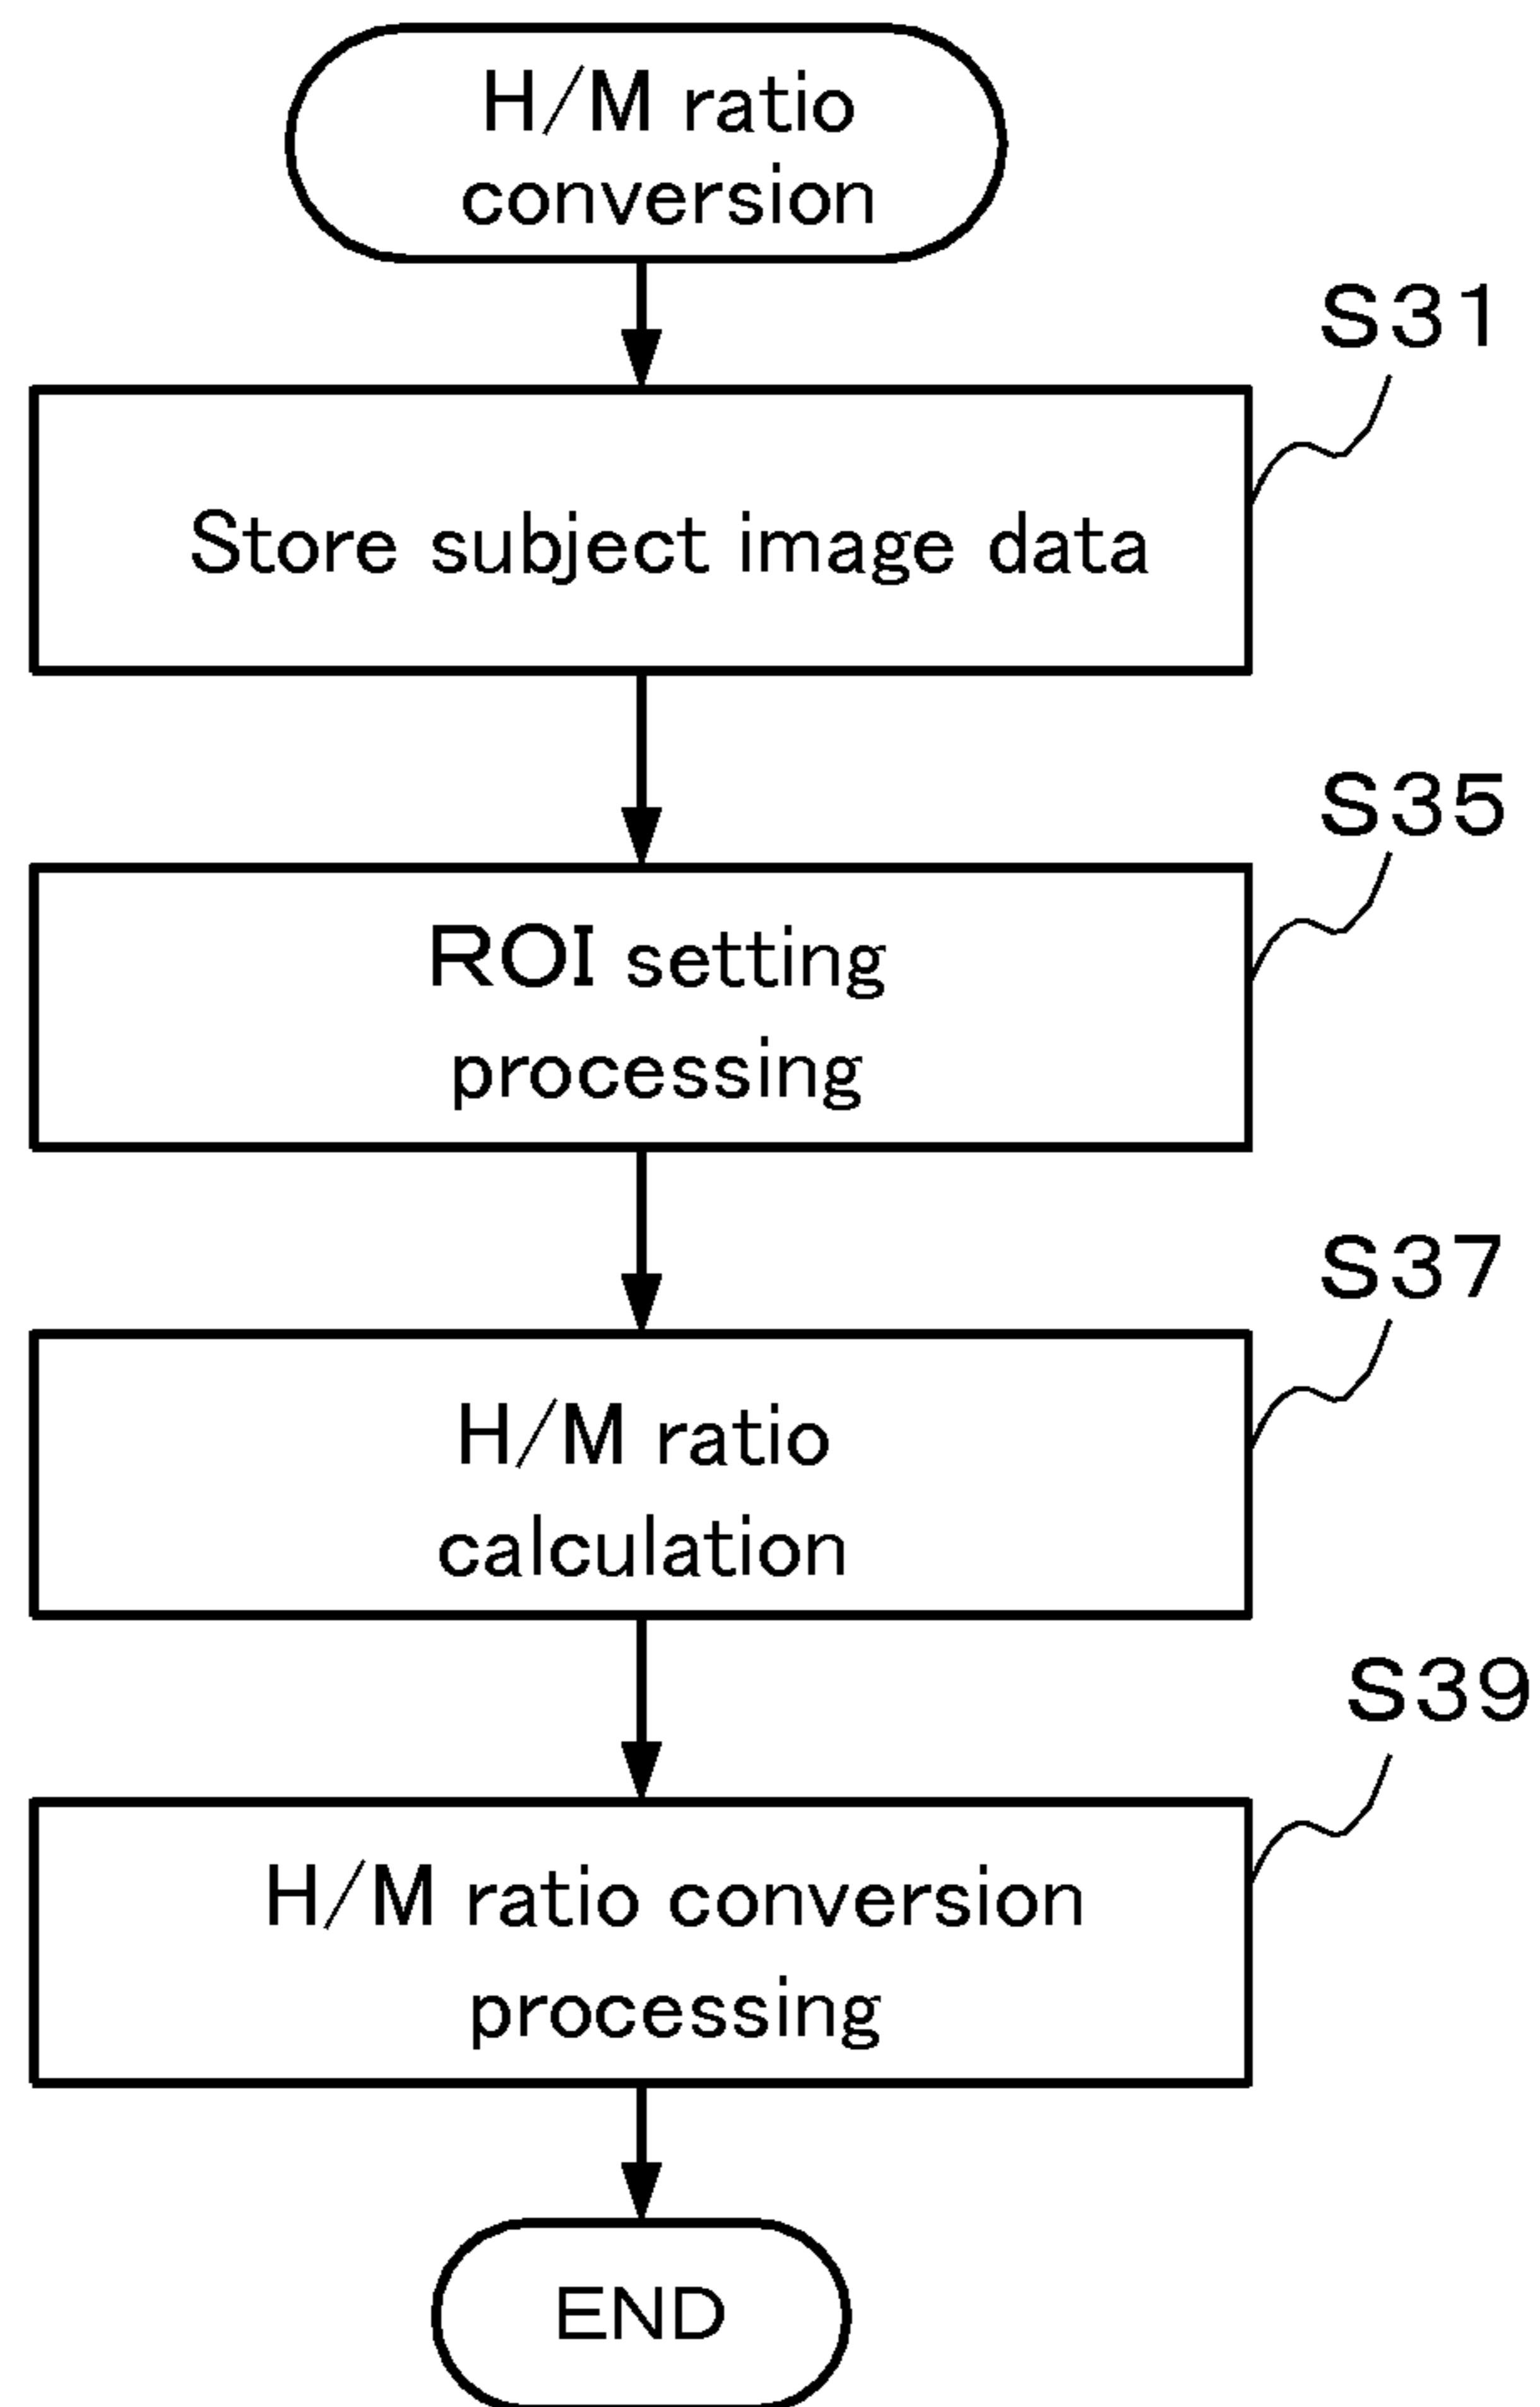 H/M ratio
conversion
S31
Store subject image data
S35
ROI setting
processing
S37
H/M ratio
calculation
S39
H/M ratio conversion
processing
END